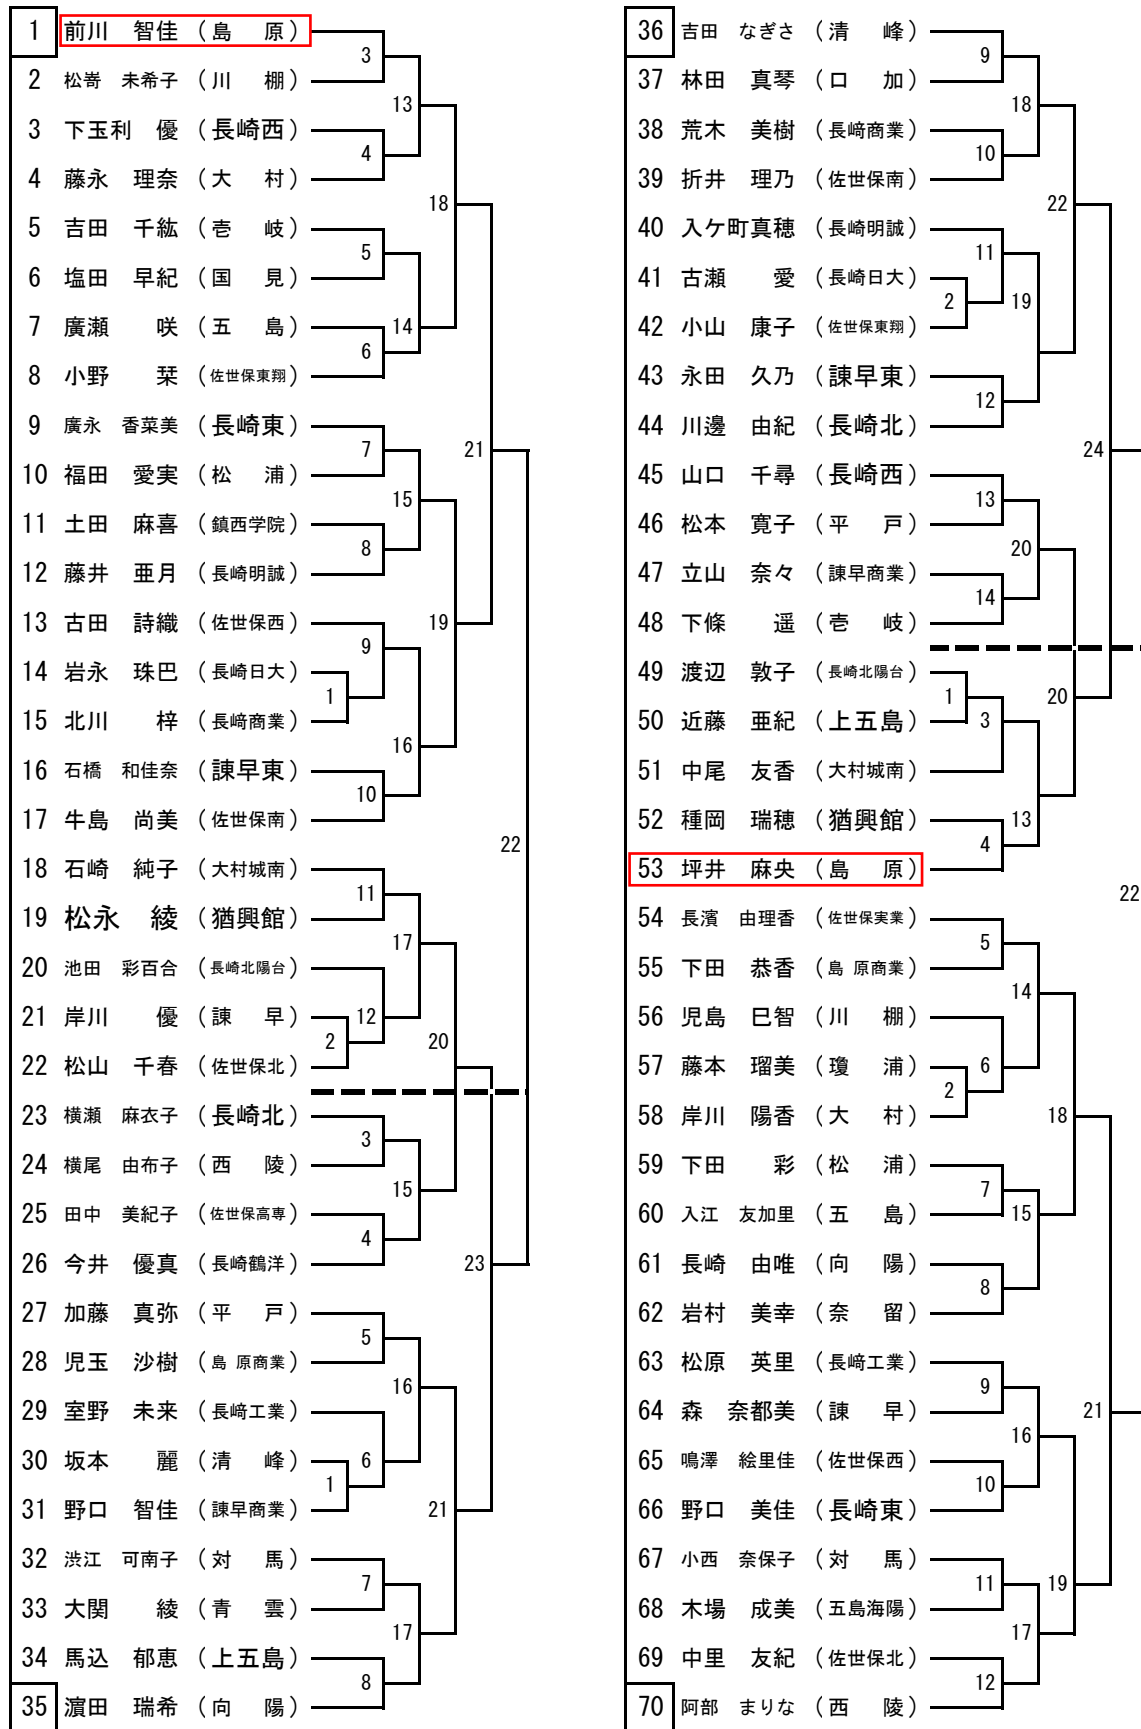 1 前川 智佳 (島 原)
2 松嵜 未希子 (川 棚)
3 下玉利 優 (長崎西)
4 藤永 理奈 (大 村)
5 吉田 千紘 (壱 岐)
6 塩田 早紀 (国 見)
7 廣瀬 咲 (五 島)
8 小野 栞 (佐世保東翔)
9 廣永 香菜美 (長崎東)
10 福田 愛実 (松 浦)
11 土田 麻喜 (鎮西学院)
12 藤井 亜月 (長崎明誠)
13 古田 詩織 (佐世保西)
14 岩永 珠巴 (長崎日大)
15 北川 梓 (長崎商業)
16 石橋 和佳奈 (諫早東)
17 牛島 尚美 (佐世保南)
18 石崎 純子 (大村城南)
19 松永 綾 (猶興館)
20 池田 彩百合 (長崎北陽台)
21 岸川 優 (諫 早)
22 松山 千春 (佐世保北)
23 横瀬 麻衣子 (長崎北)
24 横尾 由布子 (西 陵)
25 田中 美紀子 (佐世保高専)
26 今井 優真 (長崎鶴洋)
27 加藤 真弥 (平 戸)
28 児玉 沙樹 (島 原商業)
29 室野 未来 (長崎工業)
30 坂本 麗 (清 峰)
31 野口 智佳 (諫早商業)
32 渋江 可南子 (対 馬)
33 大関 綾 (青 雲)
34 馬込 郁恵 (上五島)
35 濵田 瑞希 (向 陽)
3
13
4
18
5
14
6
21
7
15
8
19
9
1
16
10
22
11
17
12
2
20
3
15
4
23
5
16
6
1
21
7
17
8
36 吉田 なぎさ (清 峰)
37 林田 真琴 (口 加)
38 荒木 美樹 (長崎商業)
39 折井 理乃 (佐世保南)
40 入ケ町真穂 (長崎明誠)
41 古瀬 愛 (長崎日大)
42 小山 康子 (佐世保東翔)
43 永田 久乃 (諫早東)
44 川邊 由紀 (長崎北)
45 山口 千尋 (長崎西)
46 松本 寛子 (平 戸)
47 立山 奈々 (諫早商業)
48 下條 遥 (壱 岐)
49 渡辺 敦子 (長崎北陽台)
50 近藤 亜紀 (上五島)
51 中尾 友香 (大村城南)
52 種岡 瑞穂 (猶興館)
53 坪井 麻央 (島 原)
54 長濱 由理香 (佐世保実業)
55 下田 恭香 (島 原商業)
56 児島 巳智 (川 棚)
57 藤本 瑠美 (瓊 浦)
58 岸川 陽香 (大 村)
59 下田 彩 (松 浦)
60 入江 友加里 (五 島)
61 長崎 由唯 (向 陽)
62 岩村 美幸 (奈 留)
63 松原 英里 (長崎工業)
64 森 奈都美 (諫 早)
65 鳴澤 絵里佳 (佐世保西)
66 野口 美佳 (長崎東)
67 小西 奈保子 (対 馬)
68 木場 成美 (五島海陽)
69 中里 友紀 (佐世保北)
70 阿部 まりな (西 陵)
9
18
10
22
11
2
19
12
24
13
20
14
1
3
20
13
4
22
5
14
6
2
18
7
15
8
21
9
16
10
19
11
17
12